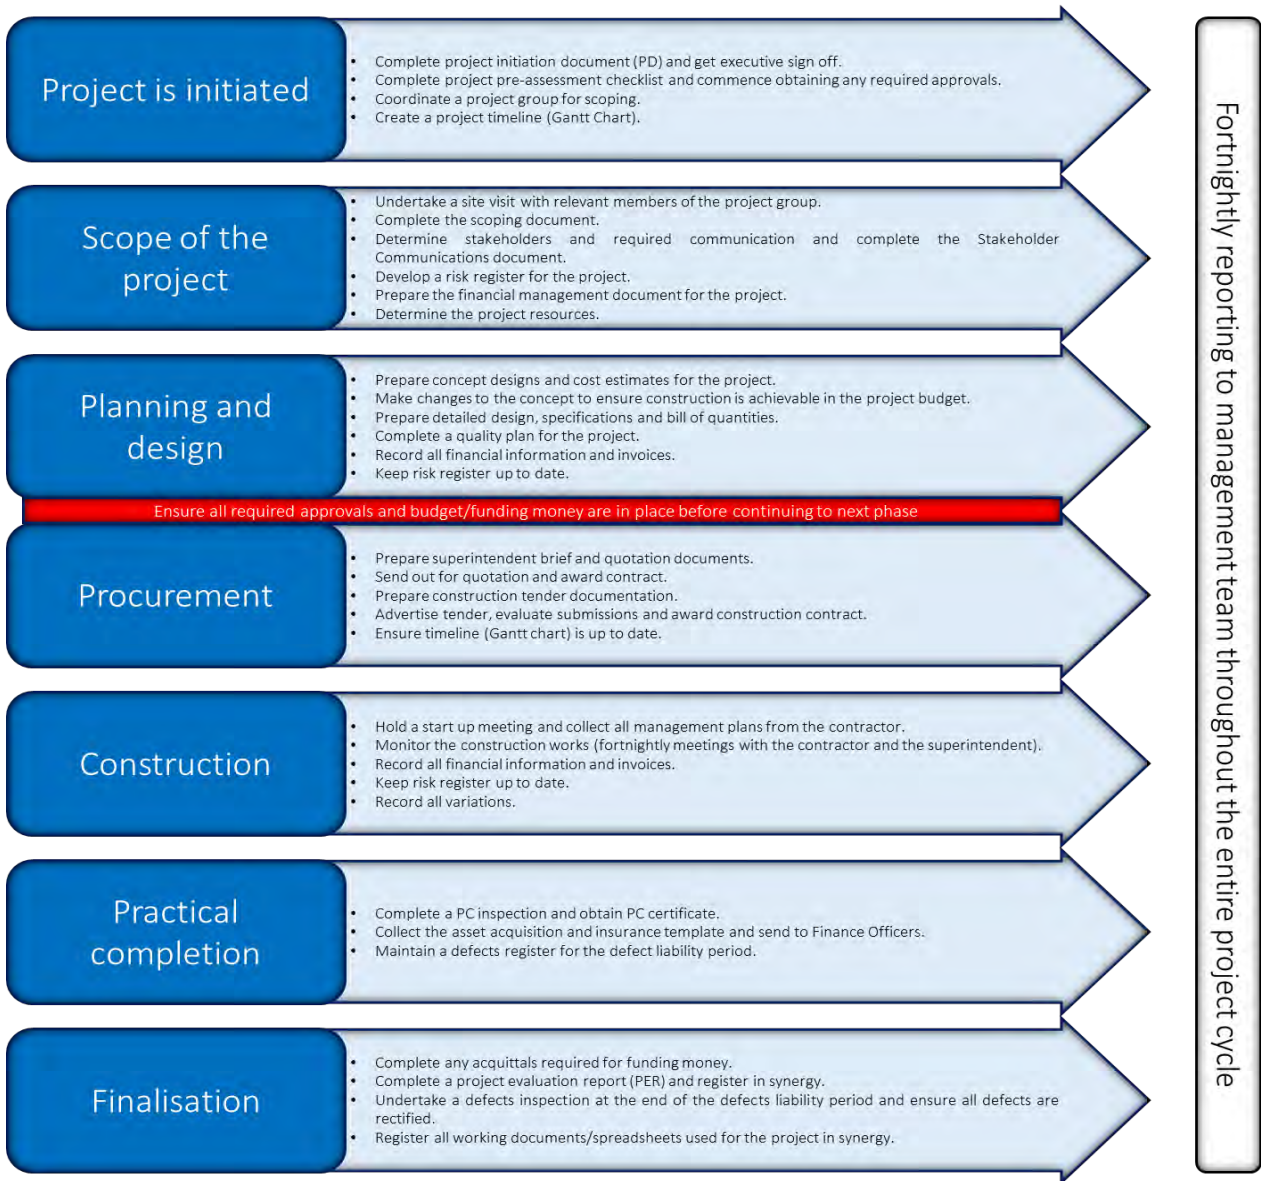 Project is initiated
• Complete project initiation document (PD) and get executive sign off.
• Complete project pre-assessment checklist and commence obtaining any required approvals.
• Coordinate a project group for scoping.
• Create a project timeline (Gantt Chart).
Scope of the
project
• Undertake a site visit with relevant members of the project group.
• Complete the scoping document.
• Determine stakeholders and required communication and complete the Stakeholder
Communications document.
• Develop a risk register for the project.
• Prepare the financial management document for the project.
• Determine the project resources.
Planning and
design
• Prepare concept designs and cost estimates for the project.
• Make changes to the concept to ensure construction is achievable in the project budget.
• Prepare detailed design, specifications and bill of quantities.
• Complete a quality plan for the project.
• Record all financial information and invoices.
• Keep risk register up to date.
Ensure all required approvals and budget/funding money are in place before continuing to next phase
Procurement
• Prepare superintendent brief and quotation documents.
• Send out for quotation and award contract.
• Prepare construction tender documentation.
• Advertise tender, evaluate submissions and award construction contract.
• Ensure timeline (Gantt chart) is up to date.
Construction
• Hold a start up meeting and collect all management plans from the contractor.
• Monitor the construction works (fortnightly meetings with the contractor and the superintendent).
• Record all financial information and invoices.
• Keep risk register up to date.
• Record all variations.
Practical
completion
• Complete a PC inspection and obtain PC certificate.
• Collect the asset acquisition and insurance template and send to Finance Officers.
• Maintain a defects register for the defect liability period.
Finalisation
• Complete any acquittals required for funding money.
• Complete a project evaluation report (PER) and register in synergy.
• Undertake a defects inspection at the end of the defects liability period and ensure all defects are
rectified.
• Register all working documents/spreadsheets used for the project in synergy.
Fortnightly reporting to management team throughout the entire project cycle